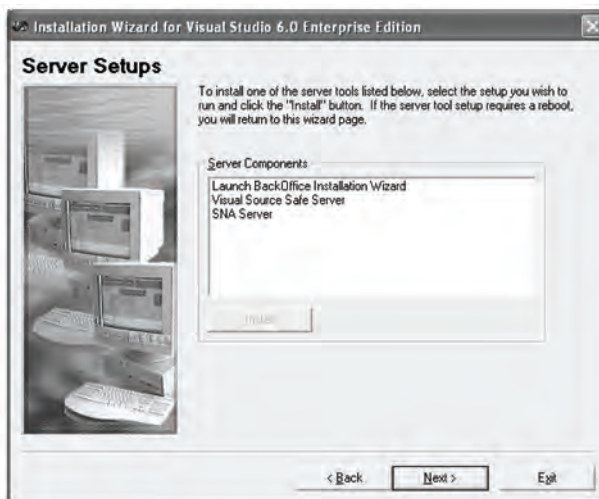 Installation Wizard for Visual Studio 6.0 Enterprise Edition
Server Setups
To install one of the server tools listed below, select the setup you wish to
run and click the "Install" button. If the server tool setup requires a reboot,
you will return to this wizard page.
Server Components
Launch BackOffice Installation Wizard
Visual Source Safe Server
SNA Server
Install
< Back
Next >
Exit